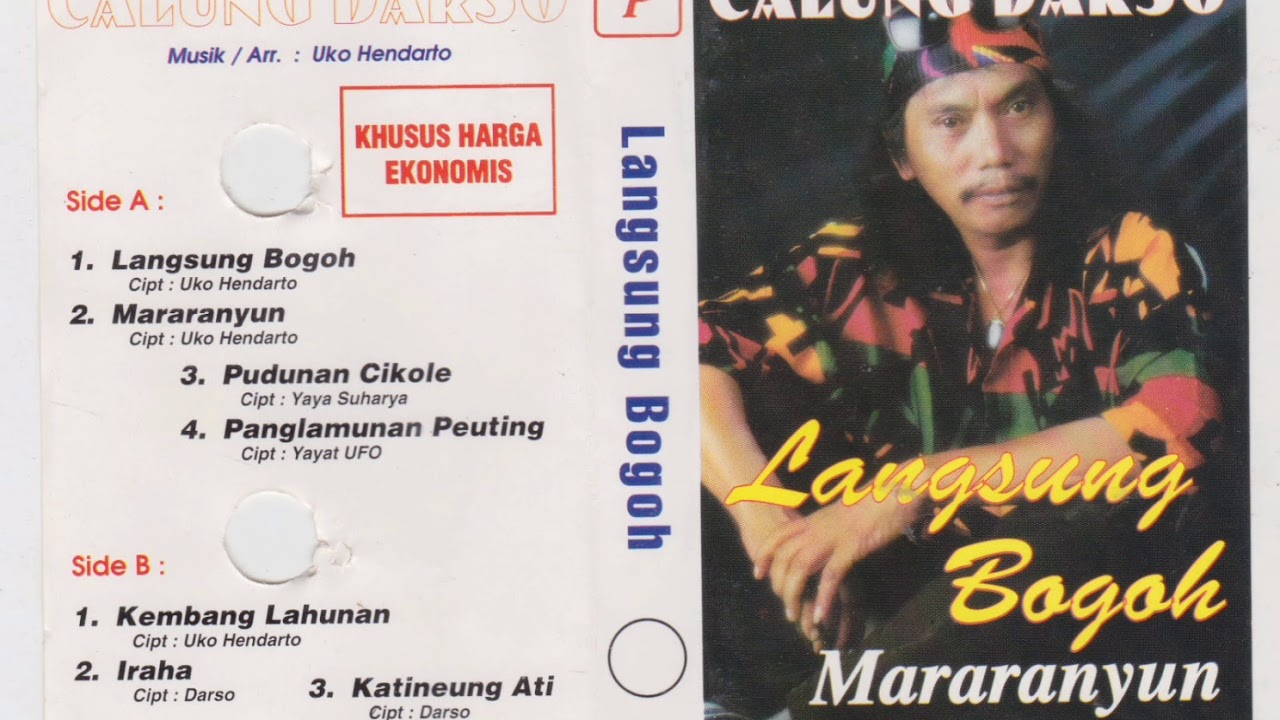 CALUNG DARSO
Musik / Arr. : Uko Hendarto
KHUSUS HARGA
EKONOMIS
Side A :
1. Langsung Bogoh
Cipt : Uko Hendarto
2. Mararanyun
Cipt : Uko Hendarto
3. Pudunan Cikole
Cipt : Yaya Suharya
4. Panglamunan Peuting
Cipt : Yayat UFO
Side B :
1. Kembang Lahunan
Cipt : Uko Hendarto
2. Iraha
Cipt : Darso
3. Katineung Ati
Cipt : Darso
P
Langsung Bogoh
CALUNG DARSO
Langsung
Bogoh
Mararanyun